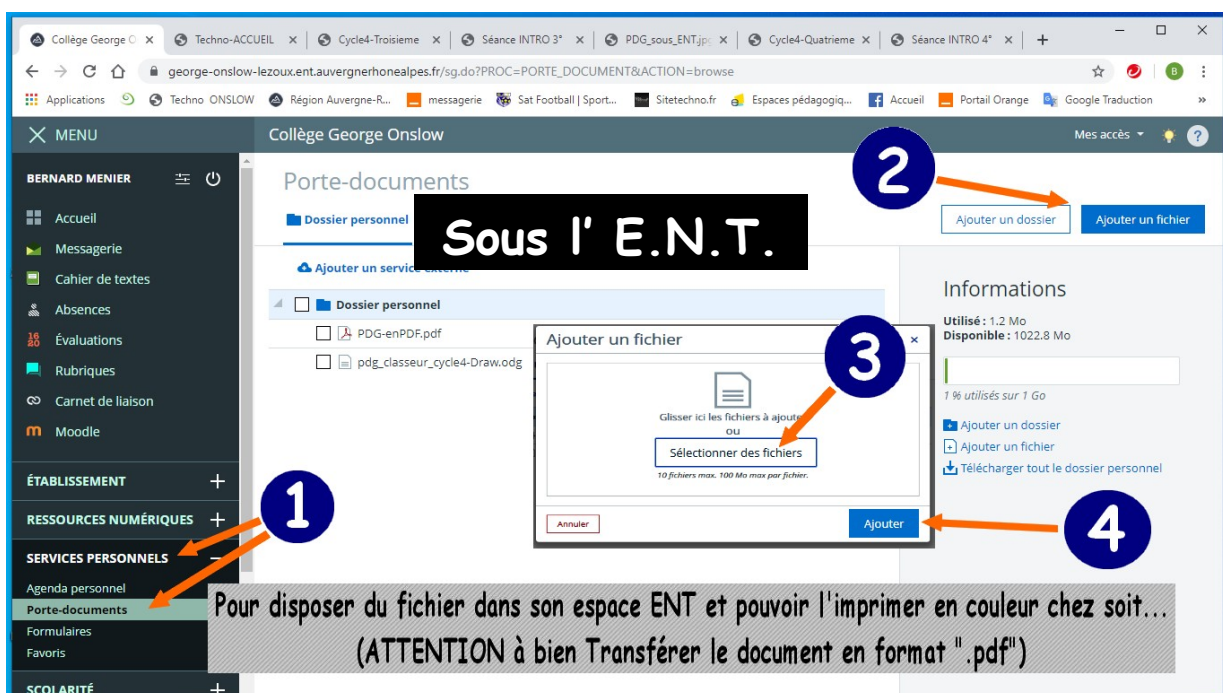 Collège George O
Techno-ACCUEIL
Cycle4-Troisieme
Séance INTRO 3°
PDG_sous_ENT.jp
Cycle4-Quatrieme
Séance INTRO 4°
george-onslow-lezoux.ent.auvergnerhonealpes.fr/sg.do?PROC=PORTE_DOCUMENT&ACTION=browse
Applications
Techno ONSLOW
Région Auvergne-R...
messagerie
Sat Football | Sport...
Sitetechno.fr
Espaces pédagogiq...
Accueil
Portail Orange
Google Traduction
»
MENU
Collège George Onslow
Mes accès
?
BERNARD MENIER
Accueil
Messagerie
Cahier de textes
Absences
Évaluations
Rubriques
Carnet de liaison
Moodle
ÉTABLISSEMENT +
RESSOURCES NUMÉRIQUES +
SERVICES PERSONNELS −
Agenda personnel
Porte-documents
Formulaires
Favoris
SCOLARITÉ +
1
Porte-documents
Dossier personnel
Sous l' E.N.T.
2
Ajouter un dossier
Ajouter un fichier
Ajouter un service externe
Dossier personnel
PDG-enPDF.pdf
pdg_classeur_cycle4-Draw.odg
Ajouter un fichier
×
3
Glisser ici les fichiers à ajouter
ou
Sélectionner des fichiers
10 fichiers max. 100 Mo max par fichier.
Annuler
Ajouter
4
Informations
Utilisé : 1.2 Mo
Disponible : 1022.8 Mo
1 % utilisés sur 1 Go
Ajouter un dossier
Ajouter un fichier
Télécharger tout le dossier personnel
Pour disposer du fichier dans son espace ENT et pouvoir l'imprimer en couleur chez soit...
(ATTENTION à bien Transférer le document en format ".pdf")